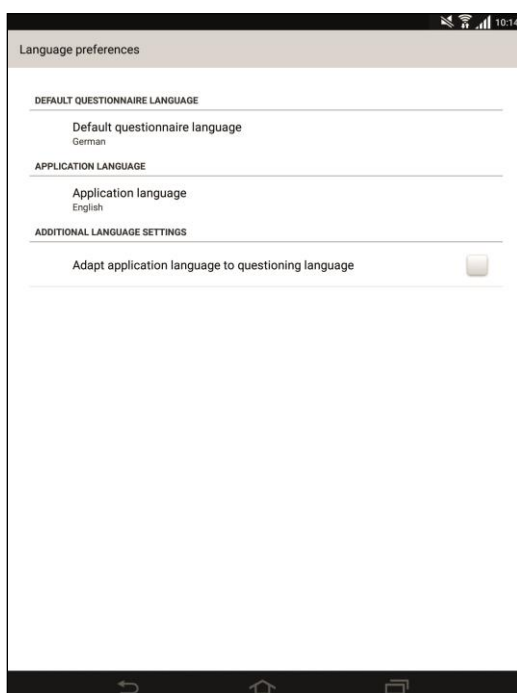 10:14
Language preferences
DEFAULT QUESTIONNAIRE LANGUAGE
Default questionnaire language
German
APPLICATION LANGUAGE
Application language
English
ADDITIONAL LANGUAGE SETTINGS
Adapt application language to questioning language